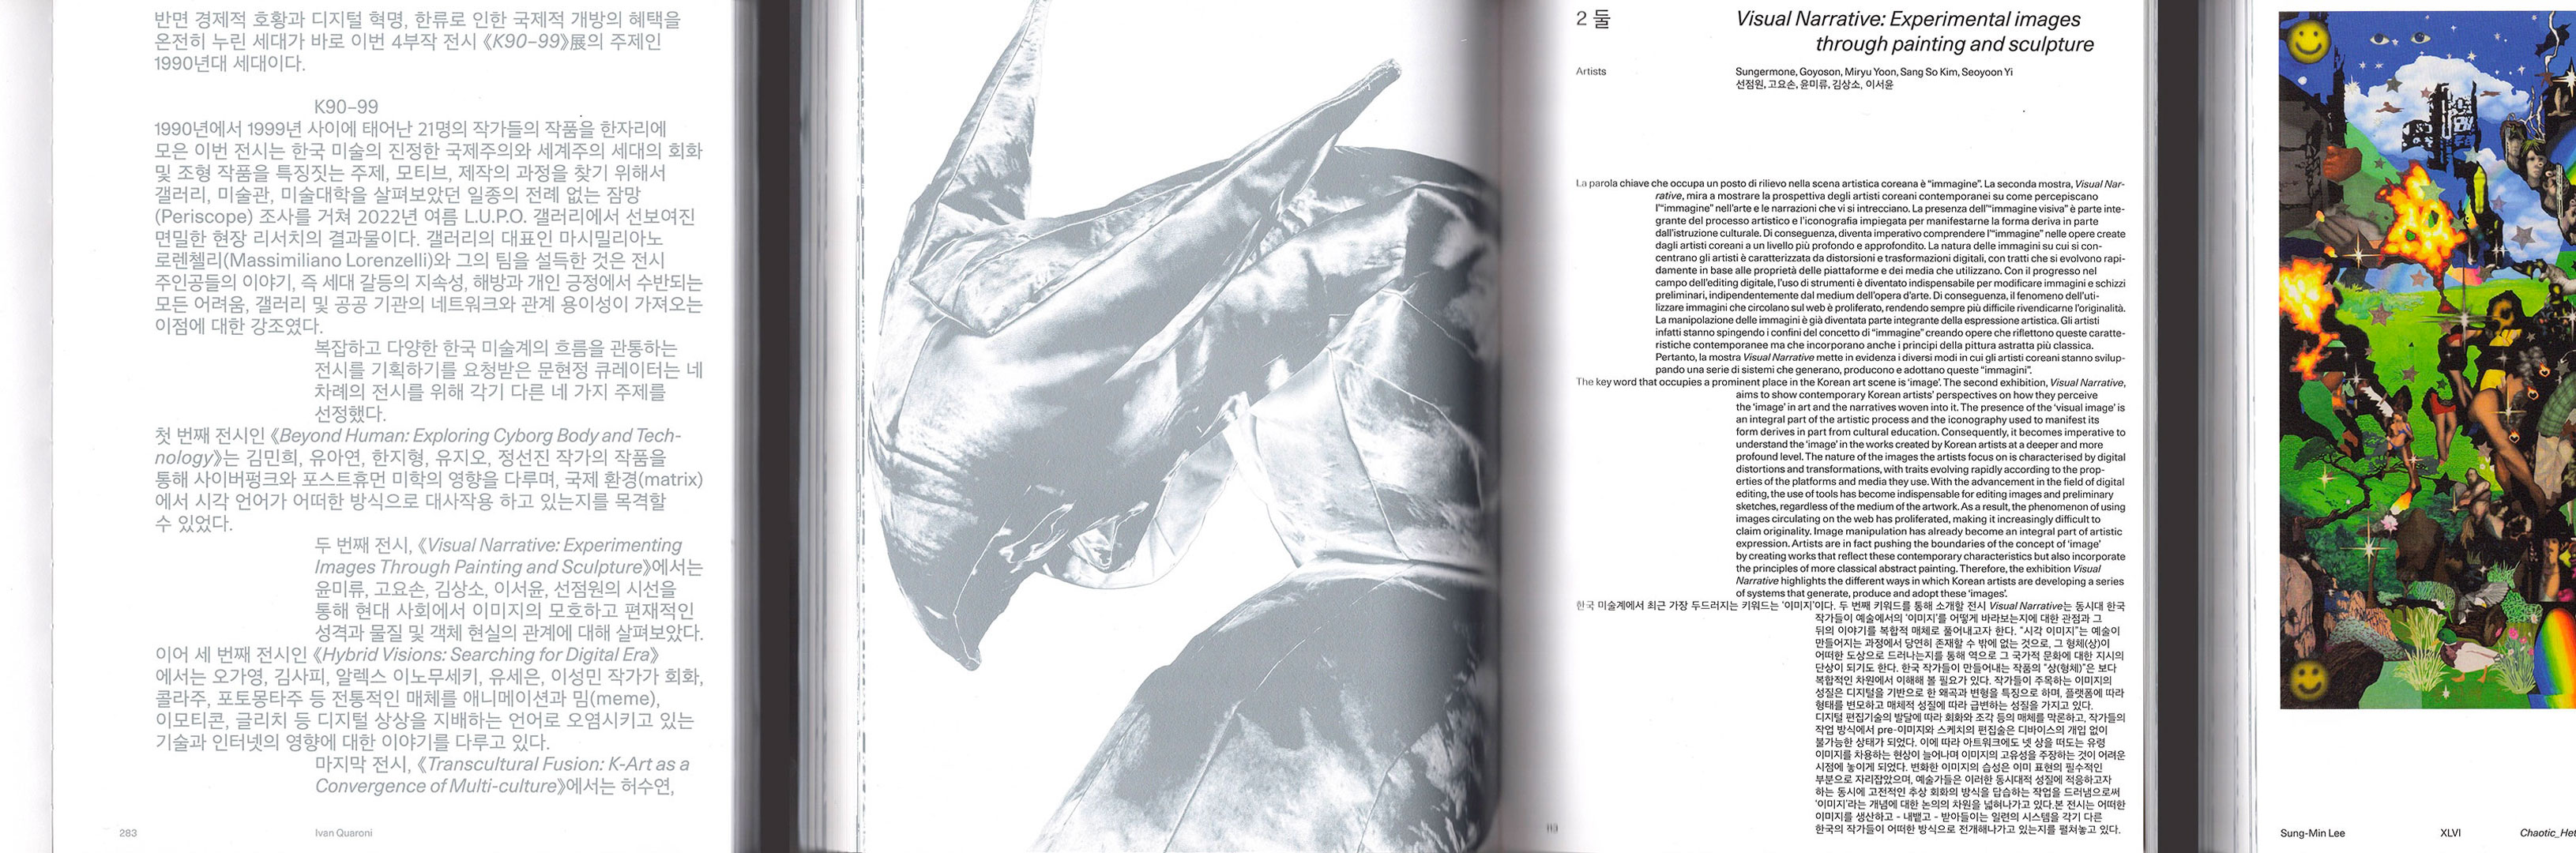 반면 경제적 호황과 디지털 혁명, 한류로 인한 국제적 개방의 혜택을
온전히 누린 세대가 바로 이번 4부작 전시 《K90–99》展의 주제인
1990년대 세대이다.
K90–99
1990년에서 1999년 사이에 태어난 21명의 작가들의 작품을 한자리에
모은 이번 전시는 한국 미술의 진정한 국제주의와 세계주의 세대의 회화
및 조형 작품을 특징짓는 주제, 모티브, 제작의 과정을 찾기 위해서
갤러리, 미술관, 미술대학을 살펴보았던 일종의 전례 없는 잠망
(Periscope) 조사를 거쳐 2022년 여름 L.U.P.O. 갤러리에서 선보여진
면밀한 현장 리서치의 결과물이다. 갤러리의 대표인 마시밀리아노
로렌첼리(Massimiliano Lorenzelli)와 그의 팀을 설득한 것은 전시
주인공들의 이야기, 즉 세대 갈등의 지속성, 해방과 개인 긍정에서 수반되는
모든 어려움, 갤러리 및 공공 기관의 네트워크와 관계 용이성이 가져오는
이점에 대한 강조였다.
복잡하고 다양한 한국 미술계의 흐름을 관통하는
전시를 기획하기를 요청받은 문현정 큐레이터는 네
차례의 전시를 위해 각기 다른 네 가지 주제를
선정했다.
첫 번째 전시인 《Beyond Human: Exploring Cyborg Body and Tech-
nology》는 김민희, 유아연, 한지형, 유지오, 정선진 작가의 작품을
통해 사이버펑크와 포스트휴먼 미학의 영향을 다루며, 국제 환경(matrix)
에서 시각 언어가 어떠한 방식으로 대사작용 하고 있는지를 목격할
수 있었다.
두 번째 전시, 《Visual Narrative: Experimenting
Images Through Painting and Sculpture》에서는
윤미류, 고요손, 김상소, 이서윤, 선점원의 시선을
통해 현대 사회에서 이미지의 모호하고 편재적인
성격과 물질 및 객체 현실의 관계에 대해 살펴보았다.
이어 세 번째 전시인 《Hybrid Visions: Searching for Digital Era》
에서는 오가영, 김사피, 알렉스 이노무세키, 유세은, 이성민 작가가 회화,
콜라주, 포토몽타주 등 전통적인 매체를 애니메이션과 밈(meme),
이모티콘, 글리치 등 디지털 상상을 지배하는 언어로 오염시키고 있는
기술과 인터넷의 영향에 대한 이야기를 다루고 있다.
마지막 전시, 《Transcultural Fusion: K-Art as a
Convergence of Multi-culture》에서는 허수연,
283 Ivan Quaroni
2 둘
Visual Narrative: Experimental images
through painting and sculpture
Artists
Sungermone, Goyoson, Miryu Yoon, Sang So Kim, Seoyoon Yi
선점원, 고요손, 윤미류, 김상소, 이서윤
La parola chiave che occupa un posto di rilievo nella scena artistica coreana è “immagine”. La seconda mostra, Visual Nar-
rative, mira a mostrare la prospettiva degli artisti coreani contemporanei su come percepiscano
l’“immagine” nell’arte e le narrazioni che vi si intrecciano. La presenza dell’“immagine visiva” è parte inte-
grante del processo artistico e l’iconografia impiegata per manifestarne la forma deriva in parte
dall’istruzione culturale. Di conseguenza, diventa imperativo comprendere l’“immagine” nelle opere create
dagli artisti coreani a un livello più profondo e approfondito. La natura delle immagini su cui si con-
centrano gli artisti è caratterizzata da distorsioni e trasformazioni digitali, con tratti che si evolvono rapi-
damente in base alle proprietà delle piattaforme e dei media che utilizzano. Con il progresso nel
campo dell’editing digitale, l’uso di strumenti è diventato indispensabile per modificare immagini e schizzi
preliminari, indipendentemente dal medium dell’opera d’arte. Di conseguenza, il fenomeno dell’uti-
lizzare immagini che circolano sul web è proliferato, rendendo sempre più difficile rivendicarne l’originalità.
La manipolazione delle immagini è già diventata parte integrante della espressione artistica. Gli artisti
infatti stanno spingendo i confini del concetto di “immagine” creando opere che riflettono queste caratte-
ristiche contemporanee ma che incorporano anche i principi della pittura astratta più classica.
Pertanto, la mostra Visual Narrative mette in evidenza i diversi modi in cui gli artisti coreani stanno svilup-
pando una serie di sistemi che generano, producono e adottano queste “immagini”.
The key word that occupies a prominent place in the Korean art scene is ‘image’. The second exhibition, Visual Narrative,
aims to show contemporary Korean artists’ perspectives on how they perceive
the ‘image’ in art and the narratives woven into it. The presence of the ‘visual image’ is
an integral part of the artistic process and the iconography used to manifest its
form derives in part from cultural education. Consequently, it becomes imperative to
understand the ‘image’ in the works created by Korean artists at a deeper and more
profound level. The nature of the images the artists focus on is characterised by digital
distortions and transformations, with traits evolving rapidly according to the prop-
erties of the platforms and media they use. With the advancement in the field of digital
editing, the use of tools has become indispensable for editing images and preliminary
sketches, regardless of the medium of the artwork. As a result, the phenomenon of using
images circulating on the web has proliferated, making it increasingly difficult to
claim originality. Image manipulation has already become an integral part of artistic
expression. Artists are in fact pushing the boundaries of the concept of ‘image’
by creating works that reflect these contemporary characteristics but also incorporate
the principles of more classical abstract painting. Therefore, the exhibition Visual
Narrative highlights the different ways in which Korean artists are developing a series
of systems that generate, produce and adopt these ‘images’.
한국 미술계에서 최근 가장 두드러지는 키워드는 ‘이미지’이다. 두 번째 키워드를 통해 소개할 전시 Visual Narrative는 동시대 한국
작가들이 예술에서의 ‘이미지’를 어떻게 바라보는지에 대한 관점과 그
뒤의 이야기를 복합적 매체로 풀어내고자 한다. “시각 이미지”는 예술이
만들어지는 과정에서 당연히 존재할 수 밖에 없는 것으로, 그 형체(상)이
어떠한 도상으로 드러나는지를 통해 역으로 그 국가적 문화에 대한 지시의
단상이 되기도 한다. 한국 작가들이 만들어내는 작품의 “상(형체)”은 보다
복합적인 차원에서 이해해 볼 필요가 있다. 작가들이 주목하는 이미지의
성질은 디지털을 기반으로 한 왜곡과 변형을 특징으로 하며, 플랫폼에 따라
형태를 변모하고 매체적 성질에 따라 급변하는 성질을 가지고 있다.
디지털 편집기술의 발달에 따라 회화와 조각 등의 매체를 막론하고, 작가들의
작업 방식에서 pre-이미지와 스케치의 편집술은 디바이스의 개입 없이
불가능한 상태가 되었다. 이에 따라 아트워크에도 넷 상을 떠도는 유령
이미지를 차용하는 현상이 늘어나며 이미지의 고유성을 주장하는 것이 어려운
시점에 놓이게 되었다. 변화한 이미지의 습성은 이미 표현의 필수적인
부분으로 자리잡았으며, 예술가들은 이러한 동시대적 성질에 적응하고자
하는 동시에 고전적인 추상 회화의 방식을 답습하는 작업을 드러냄으로써
‘이미지’라는 개념에 대한 논의의 차원을 넓혀나가고 있다.본 전시는 어떠한
이미지를 생산하고 - 내뱉고 - 받아들이는 일련의 시스템을 각기 다른
한국의 작가들이 어떠한 방식으로 전개해나가고 있는지를 펼쳐놓고 있다.
Sung-Min Lee XLVI Chaotic_Het